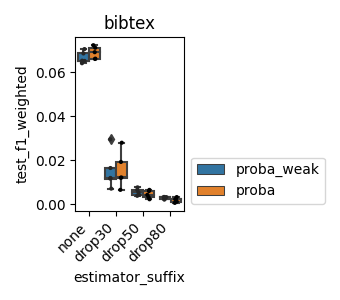 bibtex
test_f1_weighted
0.06
0.04
0.02
0.00
none
drop30
drop50
drop80
estimator_suffix
proba_weak
proba